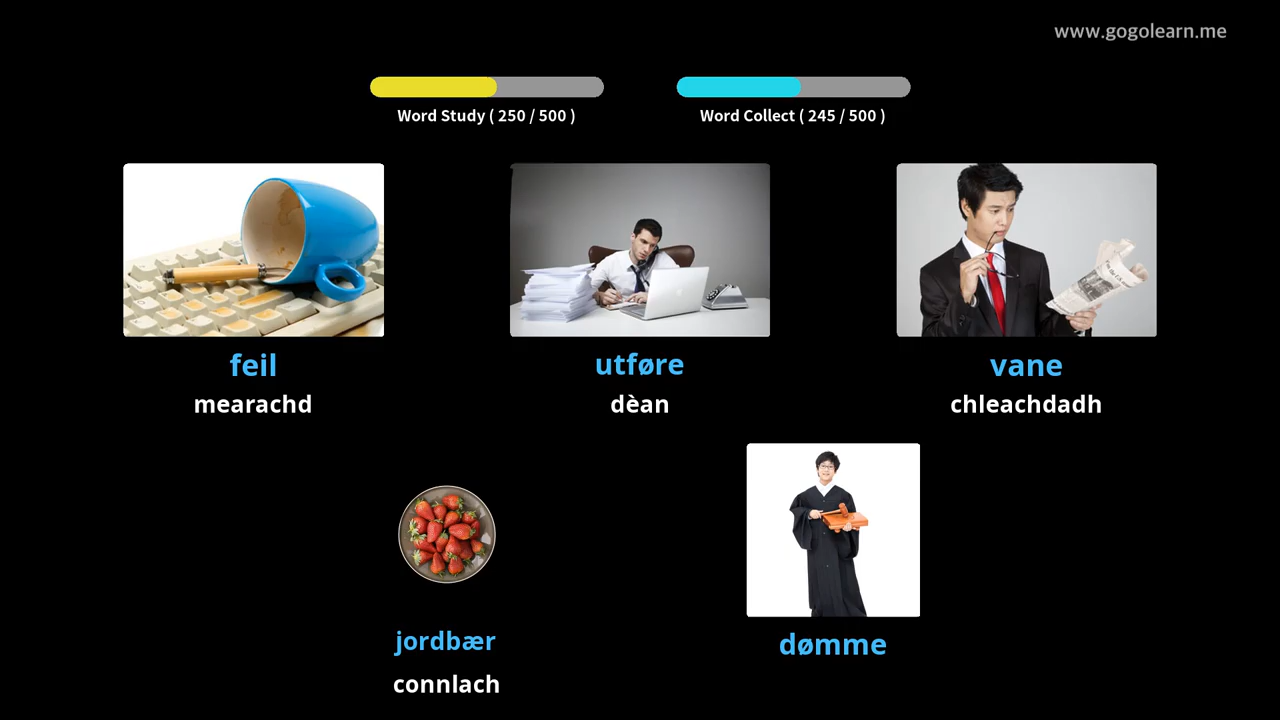 www.gogolearn.me
Word Study ( 250 / 500 )
Word Collect ( 245 / 500 )
feil
mearachd
utføre
dèan
vane
chleachdadh
jordbær
connlach
dømme